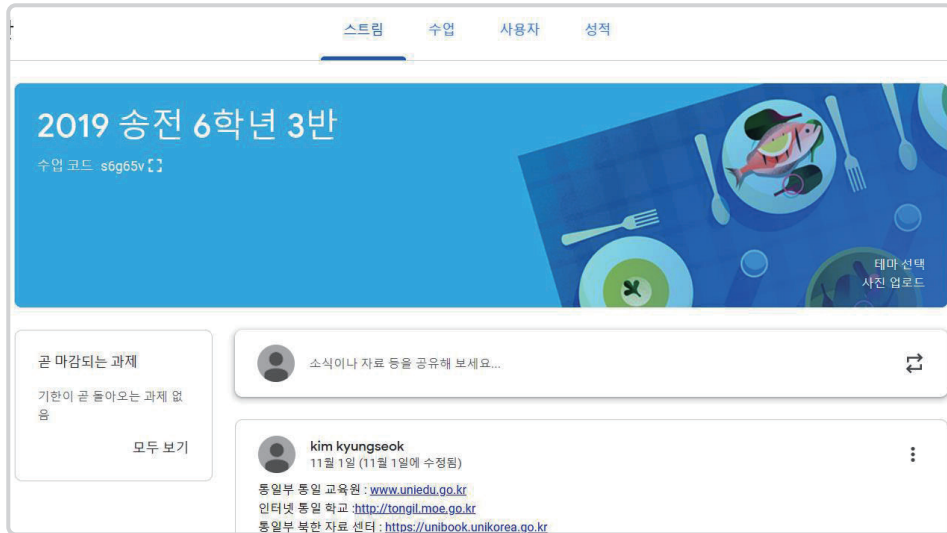 스트림 수업 사용자 성적
2019 송전 6학년 3반
수업 코드 s6g65v
테마 선택
사진 업로드
곧 마감되는 과제
기한이 곧 돌아오는 과제 없
음
모두 보기
소식이나 자료 등을 공유해 보세요...
kim kyungseok
11월 1일 (11월 1일에 수정됨)
통일부 통일 교육원 : www.uniedu.go.kr
인터넷 통일 학교 :http://tongil.moe.go.kr
통일부 북한 자료 센터 : https://unibook.unikorea.go.kr